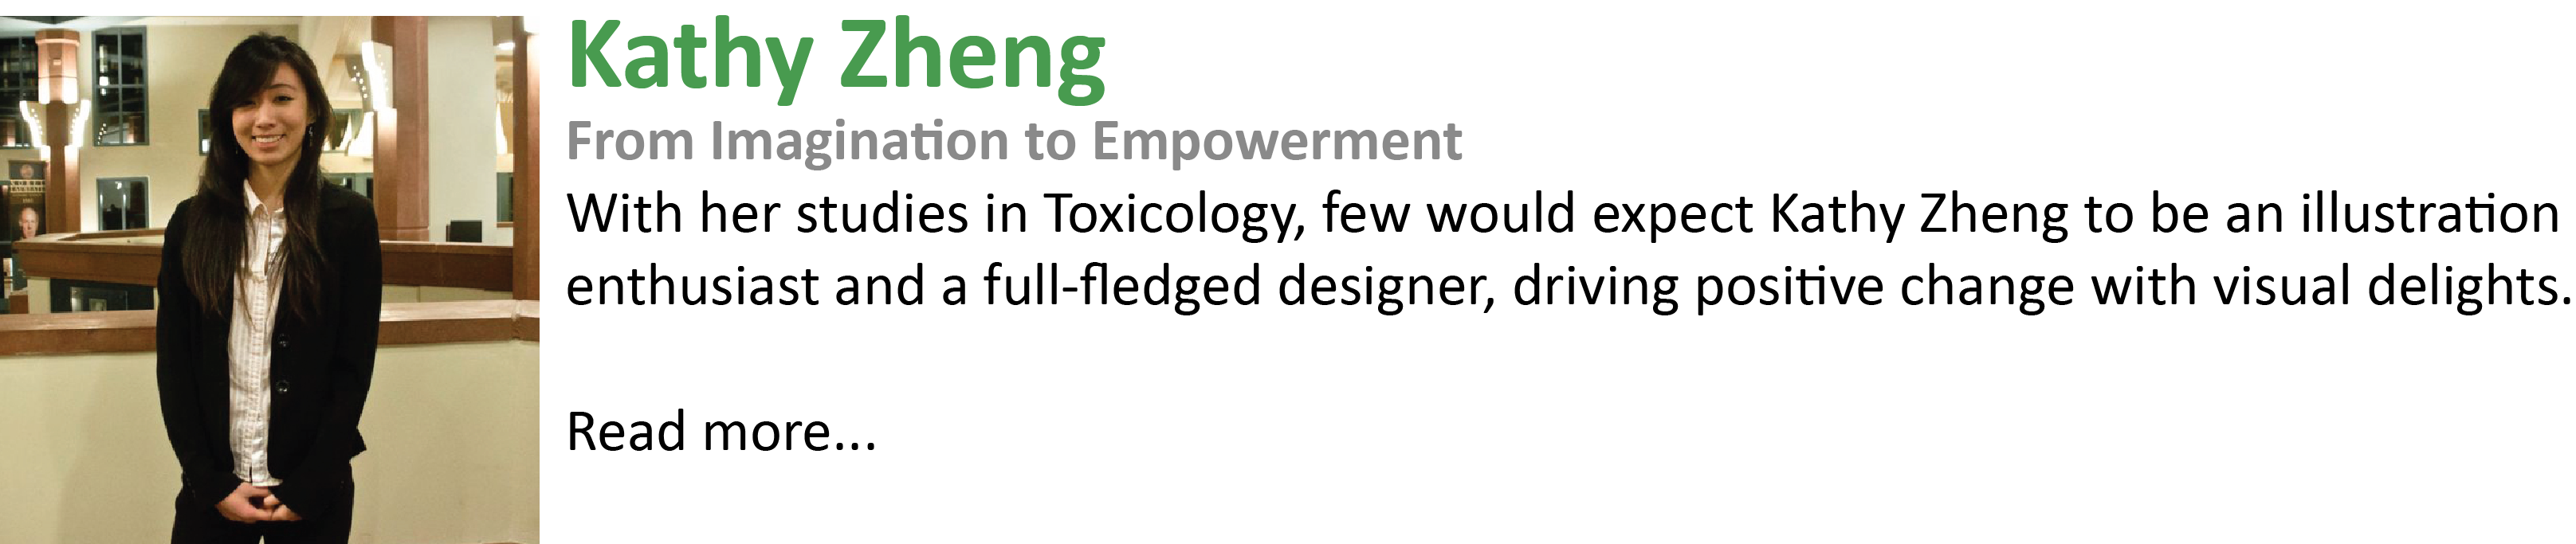 Kathy Zheng
From Imagination to Empowerment
With her studies in Toxicology, few would expect Kathy Zheng to be an illustration
enthusiast and a full-fledged designer, driving positive change with visual delights.
Read more...